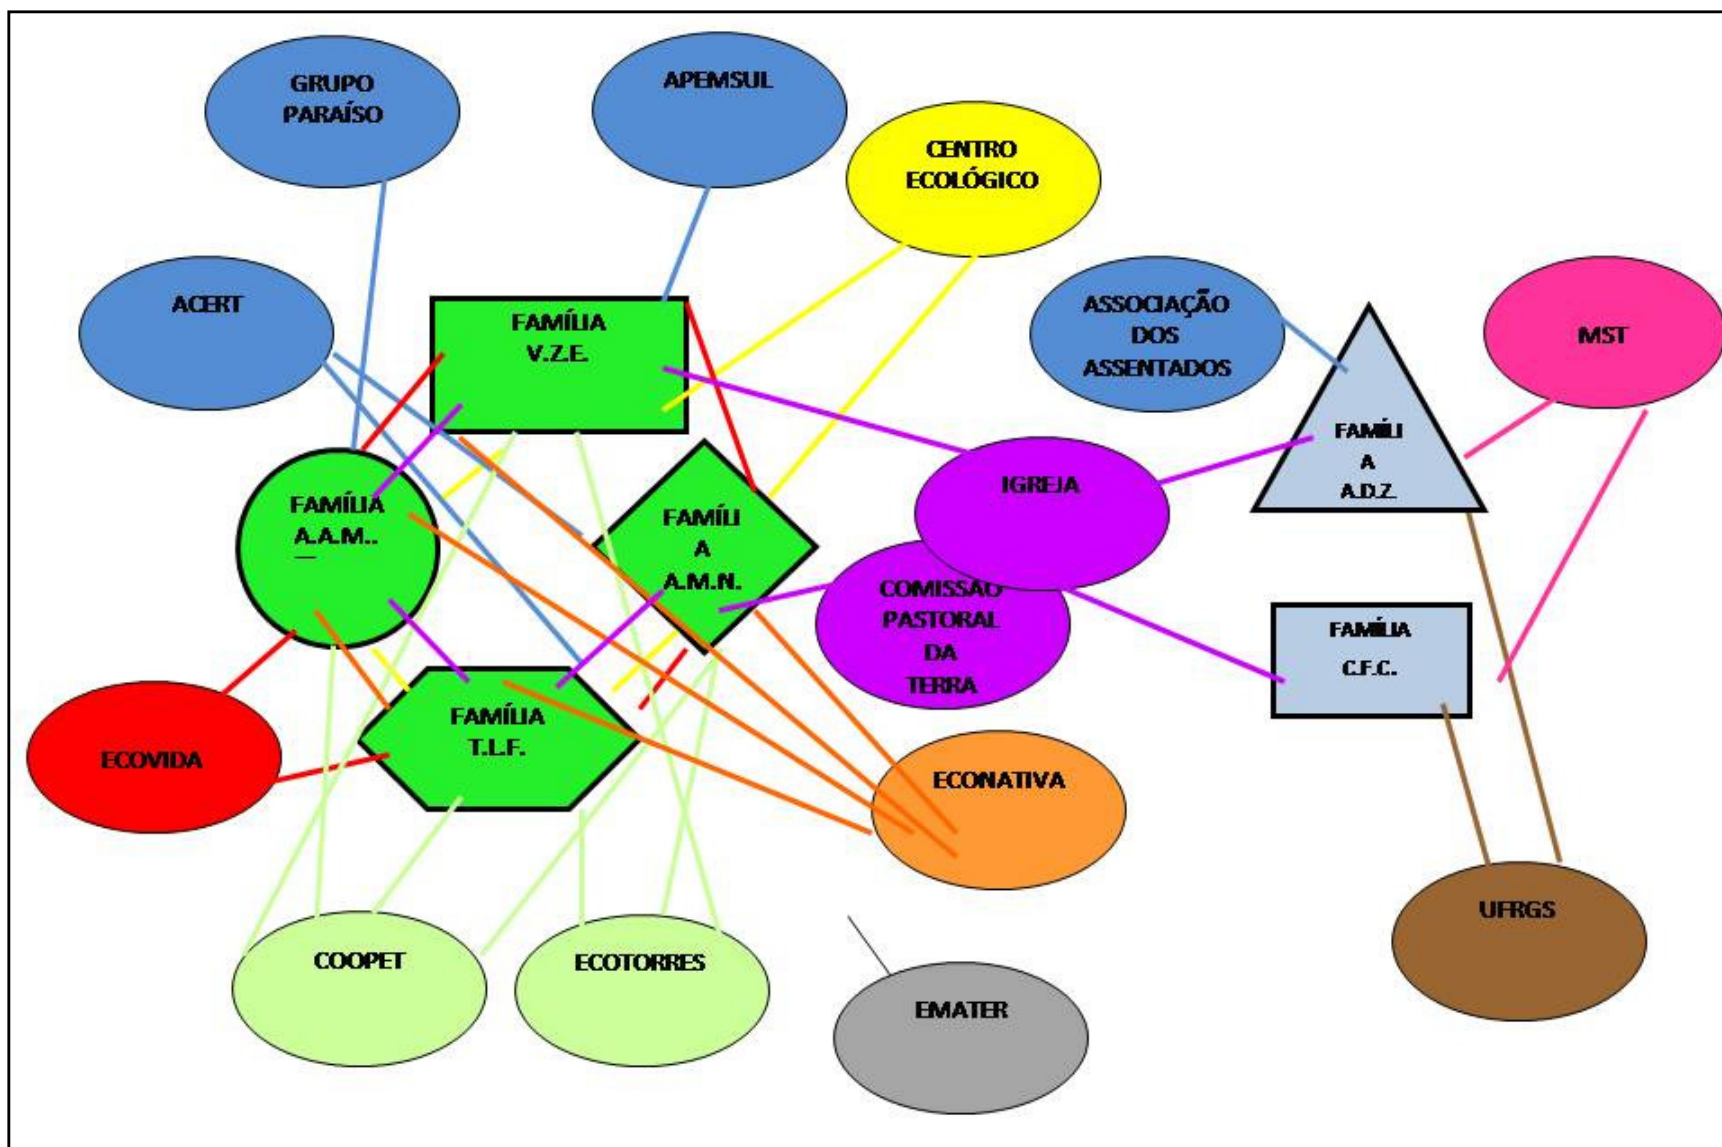 GRUPO
PARAÍSO
APEMSUL
CENTRO
ECOLÓGICO
ACERT
FAMÍLIA
V.Z.E.
ASSOCIAÇÃO
DOS
ASSENTADOS
MST
FAMÍLI
A
A.D.Z.
IGREJA
FAMÍLIA
A.A.M..
FAMÍLI
A
A.M.N.
COMISSÃO
PASTORAL
DA
TERRA
FAMÍLIA
C.F.C.
FAMÍLIA
T.L.F.
ECOVIDA
ECONATIVA
UFRGS
COOPET
ECOTORRES
EMATER